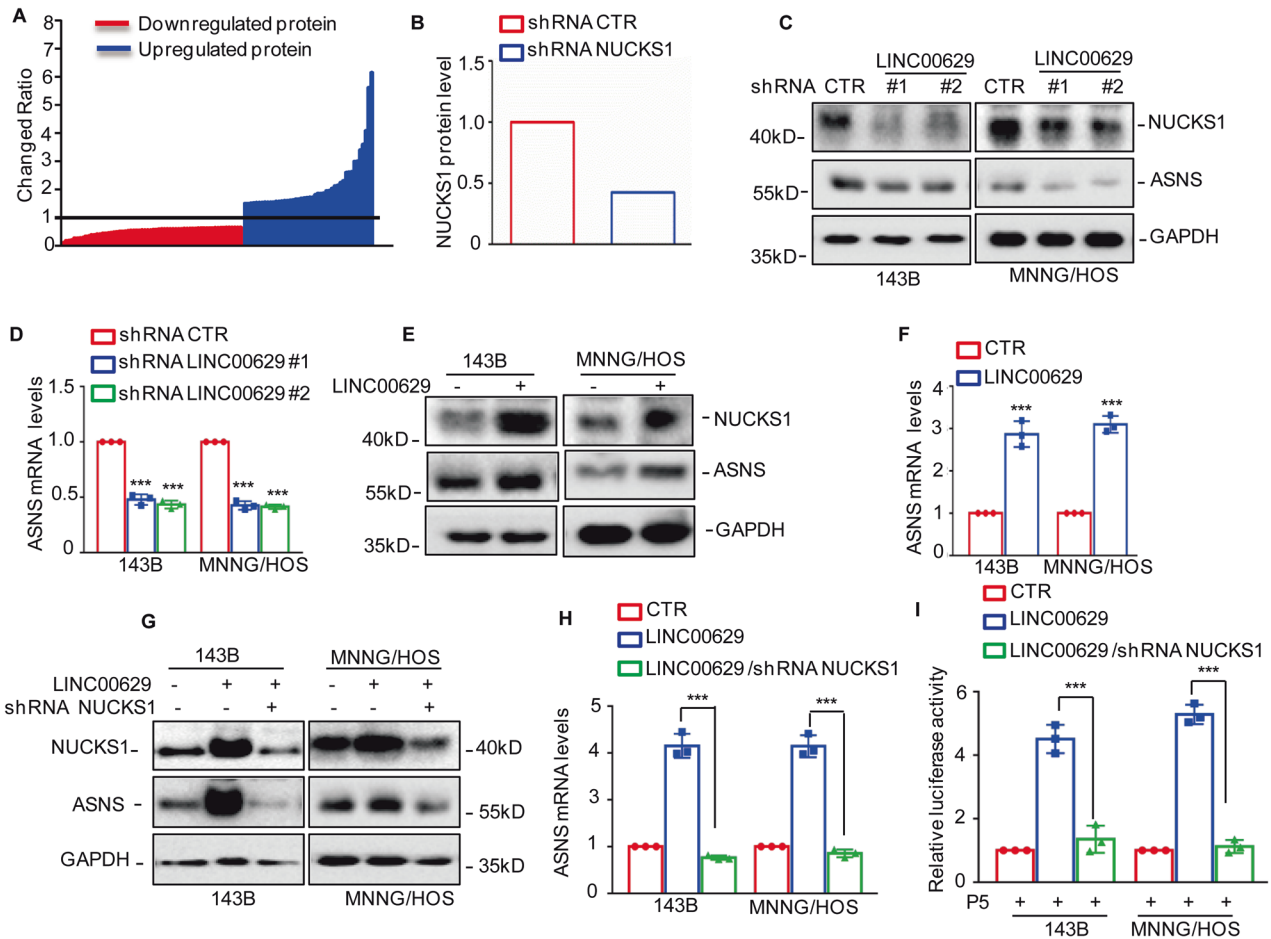 A
8
7
6
5
4
3
2
1
0
Changed Ratio
Downregulated protein
Upregulated protein
B
shRNA CTR
shRNA NUCKS1
1.5
1.0
0.5
0
NUCKS1 protein level
C
LINC00629 LINC00629
shRNA CTR #1 #2 CTR #1 #2
40kD- -NUCKS1
55kD- - ASNS
35kD- -GAPDH
143B MNNG/HOS
D
shRNA CTR
shRNA LINC00629 #1
shRNA LINC00629 #2
1.5
1.0
0.5
0
ASNS mRNA levels
*** *** *** ***
143B MNNG/HOS
E
143B MNNG/HOS
LINC00629 - + - +
40kD- -NUCKS1
55kD- -ASNS
35kD- -GAPDH
F
CTR
LINC00629
4
3
2
1
0
ASNS mRNA levels
*** ***
143B MNNG/HOS
G
143B MNNG/HOS
LINC00629 - + + - + +
shRNA NUCKS1 - - + - - +
NUCKS1- -40kD
ASNS - - 55kD
GAPDH - - 35kD
143B MNNG/HOS
H
CTR
LINC00629
LINC00629/shRNA NUCKS1
5
4
3
1
0
ASNS mRNA levels
*** ***
143B MNNG/HOS
I
CTR
LINC00629
LINC00629/shRNA NUCKS1
6
4
2
0
Relative luciferase activity
*** ***
P5 + + + + + +
143B MNNG/HOS